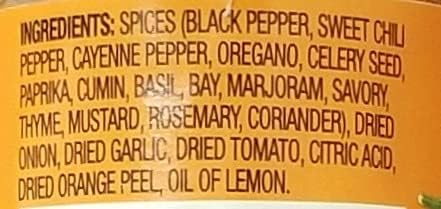 INGREDIENTS: SPICES (BLACK PEPPER, SWEET CHILI
PEPPER, CAYENNE PEPPER, OREGANO, CELERY SEED,
PAPRIKA, CUMIN, BASIL, BAY, MARJORAM, SAVORY,
THYME, MUSTARD, ROSEMARY, CORIANDER), DRIED
ONION, DRIED GARLIC, DRIED TOMATO, CITRIC ACID,
DRIED ORANGE PEEL, OIL OF LEMON.